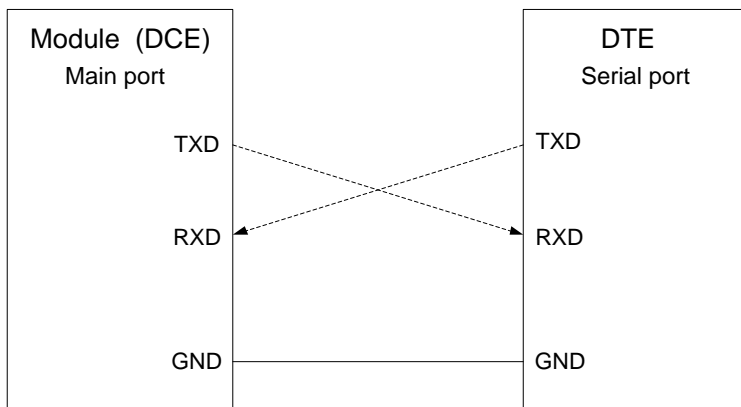 Module (DCE)
Main port
TXD
RXD
GND
DTE
Serial port
TXD
RXD
GND